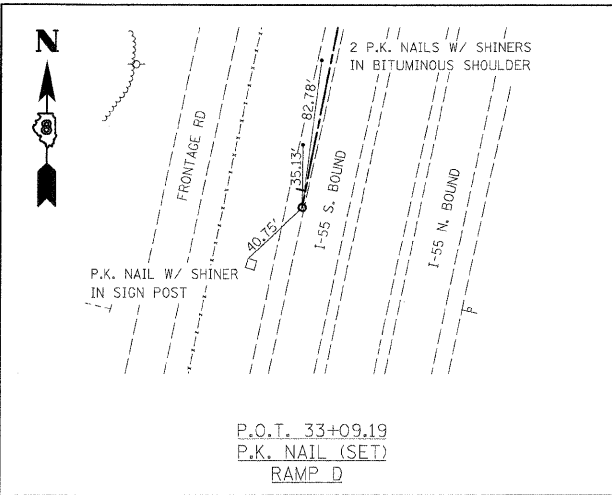 N
8
2 P.K. NAILS W/ SHINERS
IN BITUMINOUS SHOULDER
82.78'
FRONTAGE RD
35.13'
I-55 S. BOUND
I-55 N. BOUND
40.75'
P.K. NAIL W/ SHINER
IN SIGN POST
P
P.O.T. 33+09.19
P.K. NAIL (SET)
RAMP D